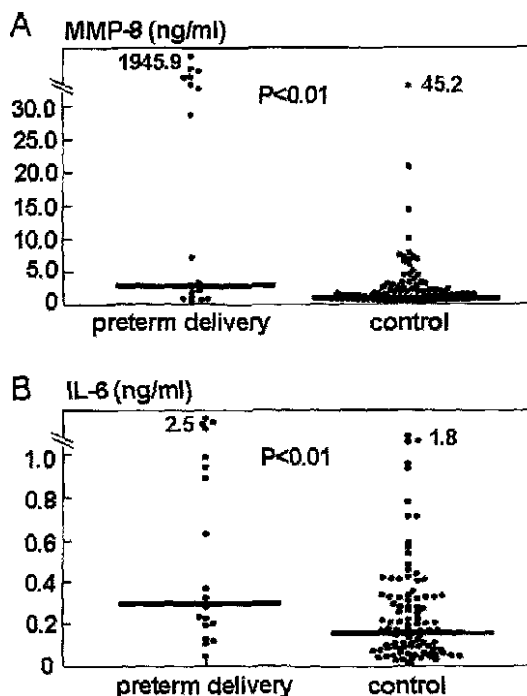 A
MMP-8 (ng/ml)
1945.9
P<0.01
45.2
30.0
25.0
20.0
15.0
10.0
5.0
0
preterm delivery
control
B
IL-6 (ng/ml)
2.5
P<0.01
1.8
1.0
0.8
0.6
0.4
0.2
0
preterm delivery
control